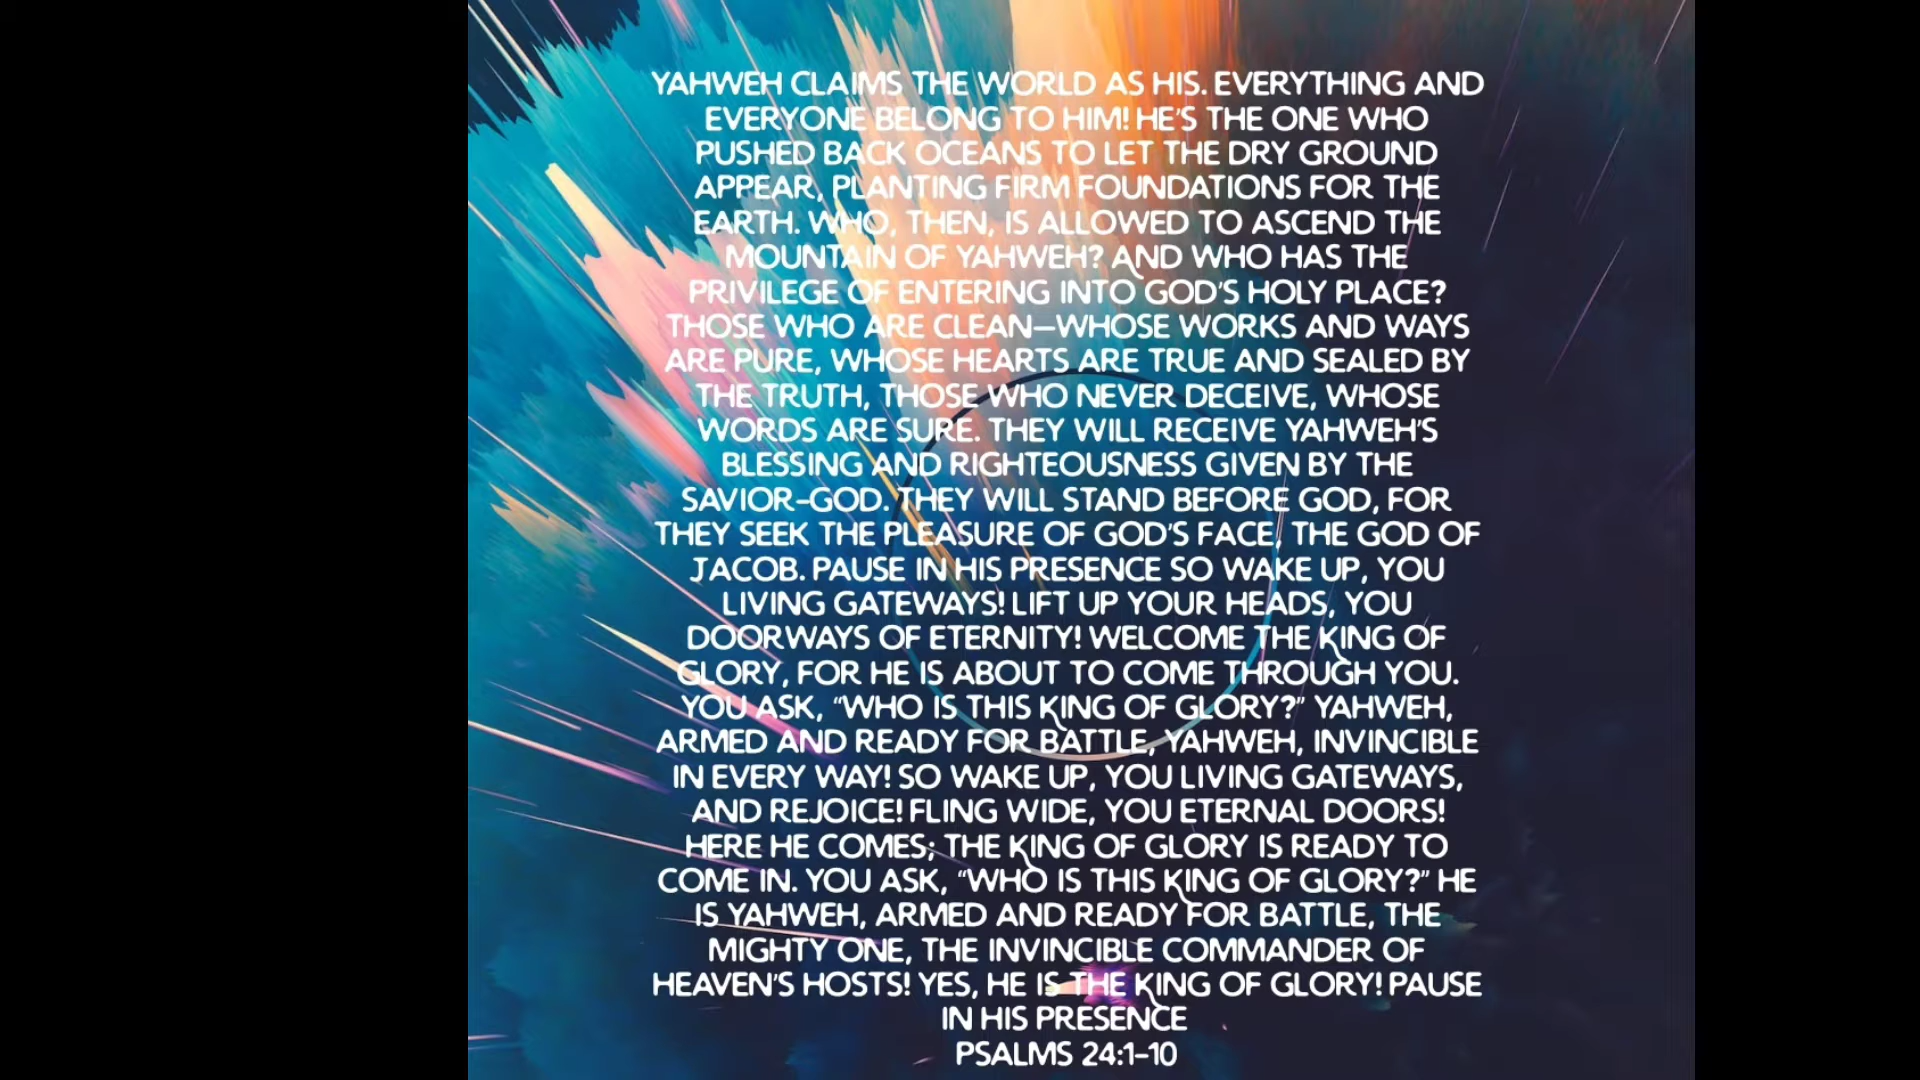 YAHWEH CLAIMS THE WORLD AS HIS. EVERYTHING AND
EVERYONE BELONG TO HIM! HE'S THE ONE WHO
PUSHED BACK OCEANS TO LET THE DRY GROUND
APPEAR, PLANTING FIRM FOUNDATIONS FOR THE
EARTH. WHO, THEN, IS ALLOWED TO ASCEND THE
MOUNTAIN OF YAHWEH? AND WHO HAS THE
PRIVILEGE OF ENTERING INTO GOD'S HOLY PLACE?
THOSE WHO ARE CLEAN—WHOSE WORKS AND WAYS
ARE PURE, WHOSE HEARTS ARE TRUE AND SEALED BY
THE TRUTH, THOSE WHO NEVER DECEIVE, WHOSE
WORDS ARE SURE. THEY WILL RECEIVE YAHWEH'S
BLESSING AND RIGHTEOUSNESS GIVEN BY THE
SAVIOR-GOD. THEY WILL STAND BEFORE GOD, FOR
THEY SEEK THE PLEASURE OF GOD'S FACE, THE GOD OF
JACOB. PAUSE IN HIS PRESENCE SO WAKE UP, YOU
LIVING GATEWAYS! LIFT UP YOUR HEADS, YOU
DOORWAYS OF ETERNITY! WELCOME THE KING OF
GLORY, FOR HE IS ABOUT TO COME THROUGH YOU.
YOU ASK, “WHO IS THIS KING OF GLORY?” YAHWEH,
ARMED AND READY FOR BATTLE, YAHWEH, INVINCIBLE
IN EVERY WAY! SO WAKE UP, YOU LIVING GATEWAYS,
AND REJOICE! FLING WIDE, YOU ETERNAL DOORS!
HERE HE COMES; THE KING OF GLORY IS READY TO
COME IN. YOU ASK, “WHO IS THIS KING OF GLORY?” HE
IS YAHWEH, ARMED AND READY FOR BATTLE, THE
MIGHTY ONE, THE INVINCIBLE COMMANDER OF
HEAVEN'S HOSTS! YES, HE IS THE KING OF GLORY! PAUSE
IN HIS PRESENCE
PSALMS 24:1-10